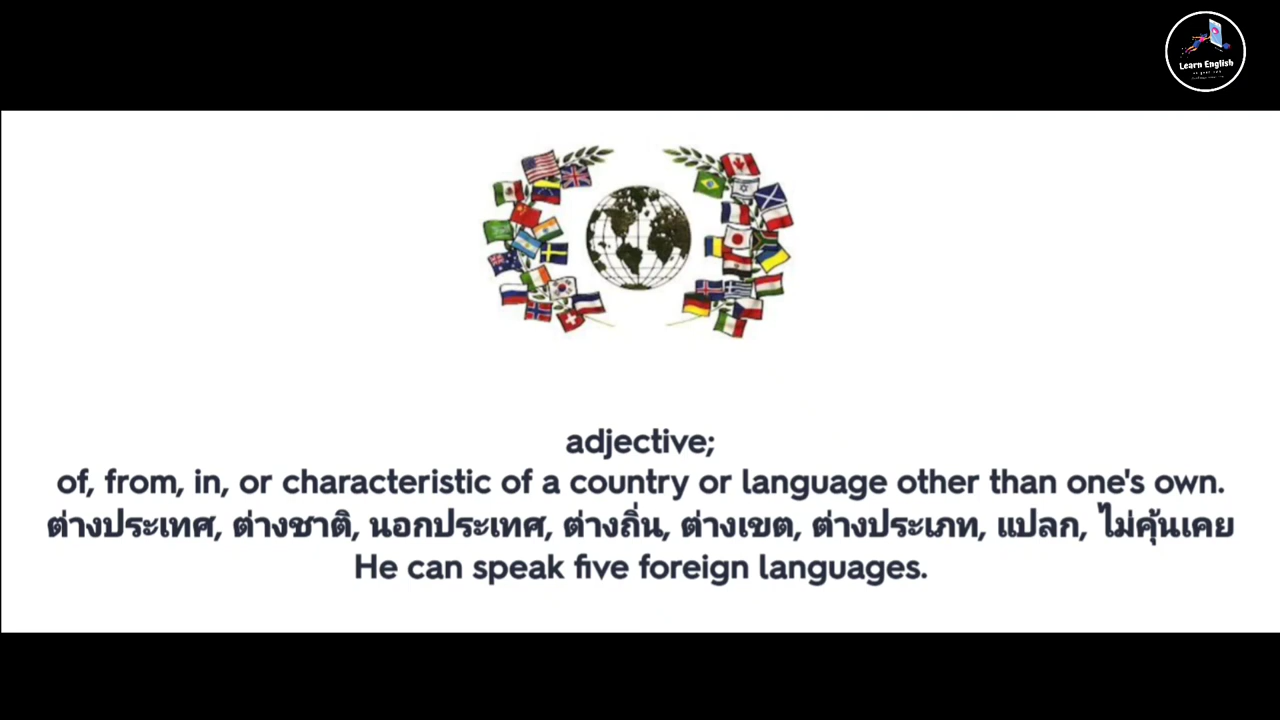 Learn English
adjective;
of, from, in, or characteristic of a country or language other than one's own.
ต่างประเทศ, ต่างชาติ, นอกประเทศ, ต่างถิ่น, ต่างเขต, ต่างประเภท, แปลก, ไม่คุ้นเคย
He can speak five foreign languages.